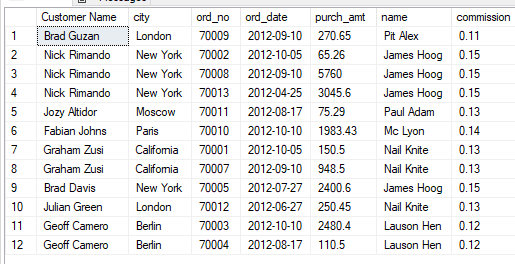 Customer Name city ord_no ord_date purch_amt name commission
1 Brad Guzan London 70009 2012-09-10 270.65 Pit Alex 0.11
2 Nick Rimando New York 70002 2012-10-05 65.26 James Hoog 0.15
3 Nick Rimando New York 70008 2012-09-10 5760 James Hoog 0.15
4 Nick Rimando New York 70013 2012-04-25 3045.6 James Hoog 0.15
5 Jozy Altidor Moscow 70011 2012-08-17 75.29 Paul Adam 0.13
6 Fabian Johns Paris 70010 2012-10-10 1983.43 Mc Lyon 0.14
7 Graham Zusi California 70001 2012-10-05 150.5 Nail Knite 0.13
8 Graham Zusi California 70007 2012-09-10 948.5 Nail Knite 0.13
9 Brad Davis New York 70005 2012-07-27 2400.6 James Hoog 0.15
10 Julian Green London 70012 2012-06-27 250.45 Nail Knite 0.13
11 Geoff Camero Berlin 70003 2012-10-10 2480.4 Lauson Hen 0.12
12 Geoff Camero Berlin 70004 2012-08-17 110.5 Lauson Hen 0.12